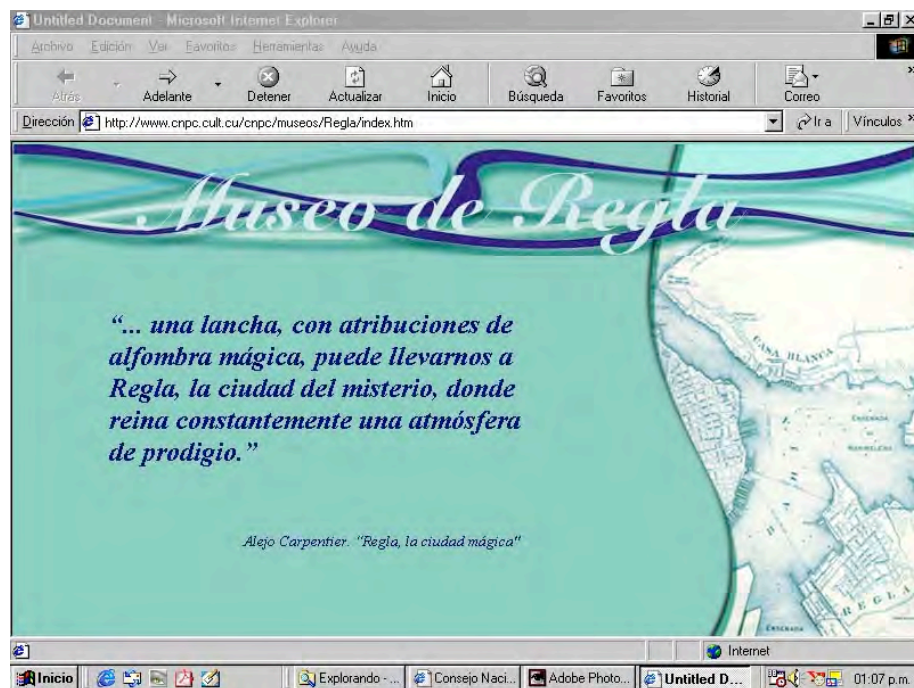 Untitled Document - Microsoft Internet Explorer
Archivo Edición Ver Favoritos Herramientas Ayuda
Atrás Adelante Detener Actualizar Inicio Búsqueda Favoritos Historial Correo
Dirección http://www.cnpc.cult.cu/cnpc/museos/Regla/index.htm Ir a Vínculos
Museo de Regla
“... una lancha, con atribuciones de
alfombra mágica, puede llevarnos a
Regla, la ciudad del misterio, donde
reina constantemente una atmósfera
de prodigio.”
Alejo Carpentier. "Regla, la ciudad mágica"
CASA BLANCA
ENSENADA
DE
BAHIA
REGLA
ENSENADA
Internet
Inicio Explorando - ... Consejo Naci... Adobe Photo... Untitled D... 01:07 p.m.